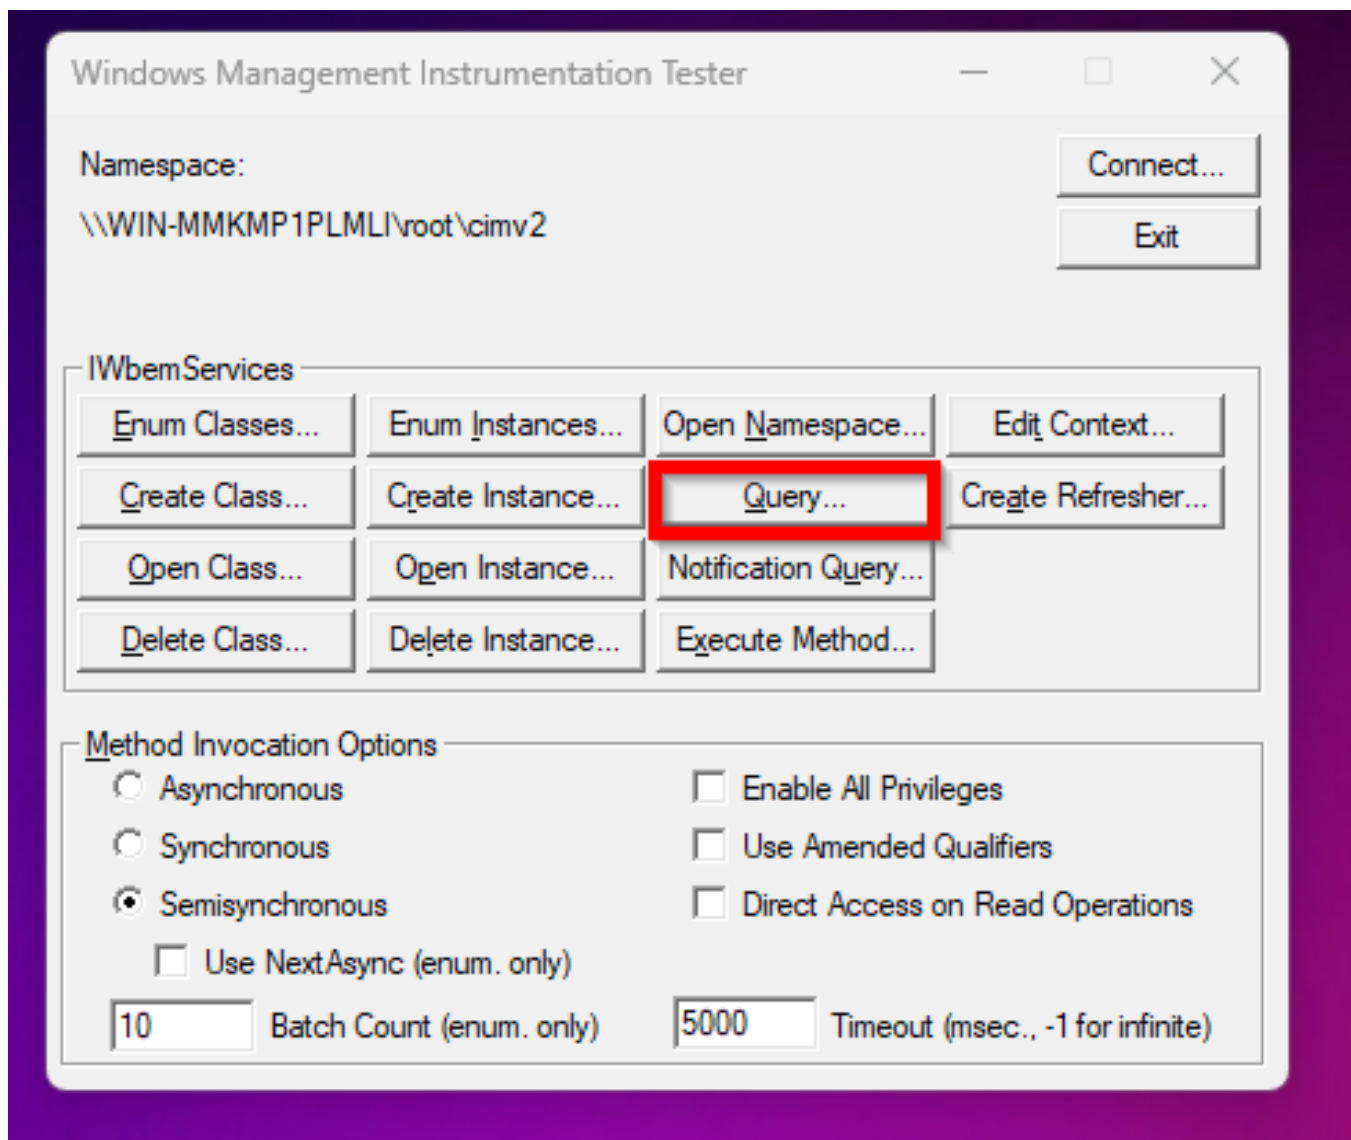 Windows Management Instrumentation Tester
Namespace:
\\WIN-MMKMP1PLMLI\root\cimv2
Connect...
Exit
IWbemServices
Enum Classes... Enum Instances... Open Namespace... Edit Context...
Create Class... Create Instance... Query... Create Refresher...
Open Class... Open Instance... Notification Query...
Delete Class... Delete Instance... Execute Method...
Method Invocation Options
Asynchronous Enable All Privileges
Synchronous Use Amended Qualifiers
Semisynchronous Direct Access on Read Operations
Use NextAsync (enum. only)
10 Batch Count (enum. only) 5000 Timeout (msec., -1 for infinite)